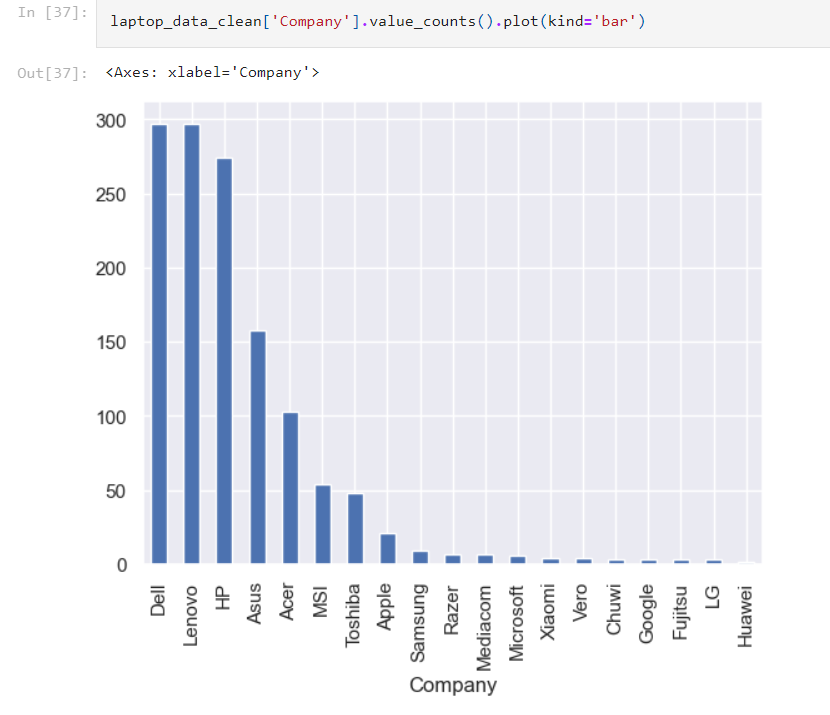 In [37]: laptop_data_clean['Company'].value_counts().plot(kind='bar')
Out[37]: <Axes: xlabel='Company'>
300
250
200
150
100
50
0
Dell Lenovo HP Asus Acer MSI Toshiba Apple Samsung Razer Mediacom Microsoft Xiaomi Vero Chuwi Google Fujitsu LG Huawei
Company